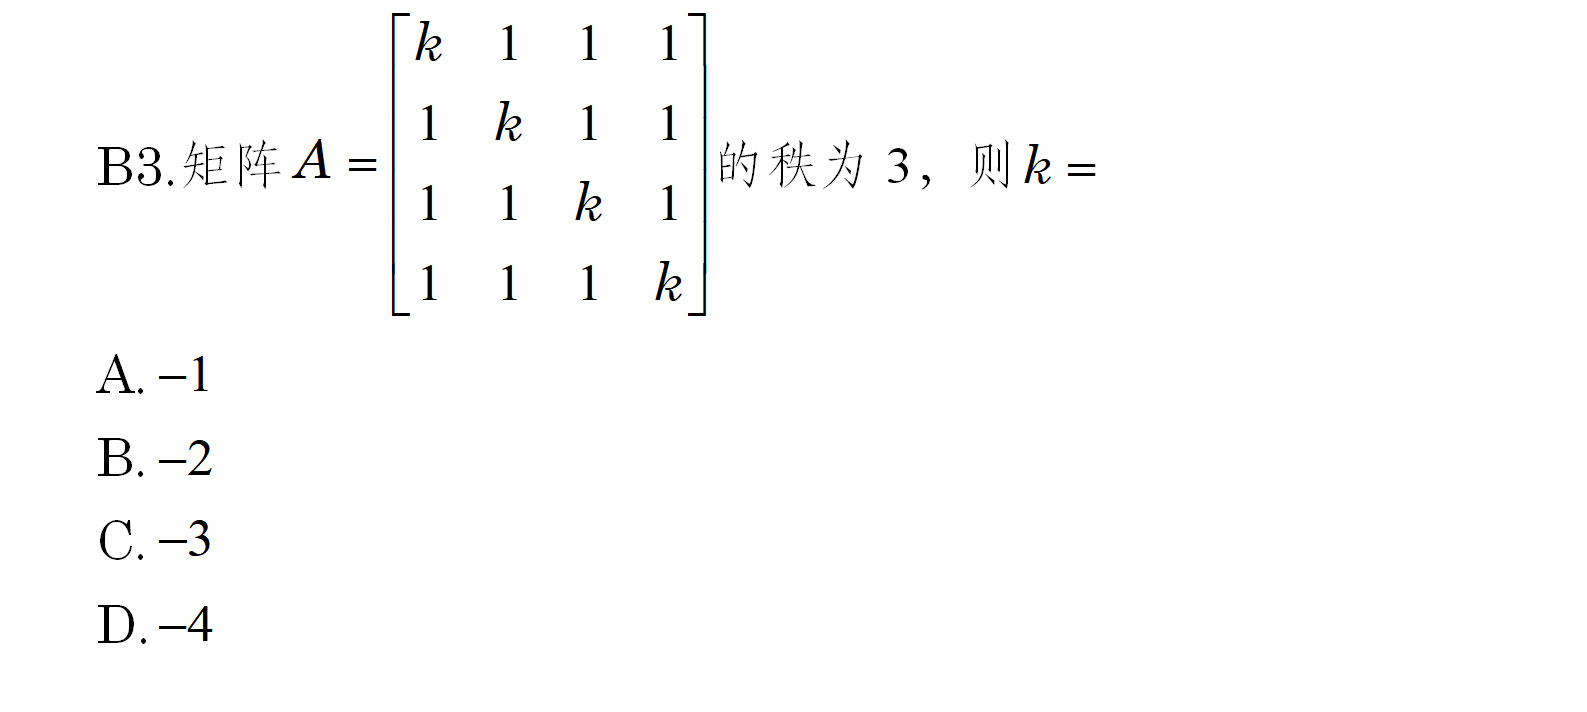 B3.矩阵 $A=\begin{bmatrix} k & 1 & 1 & 1 \\ 1 & k & 1 & 1 \\ 1 & 1 & k & 1 \\ 1 & 1 & 1 & k \end{bmatrix}$ 的秩为 3，则 $k=$
A. −1
B. −2
C. −3
D. −4